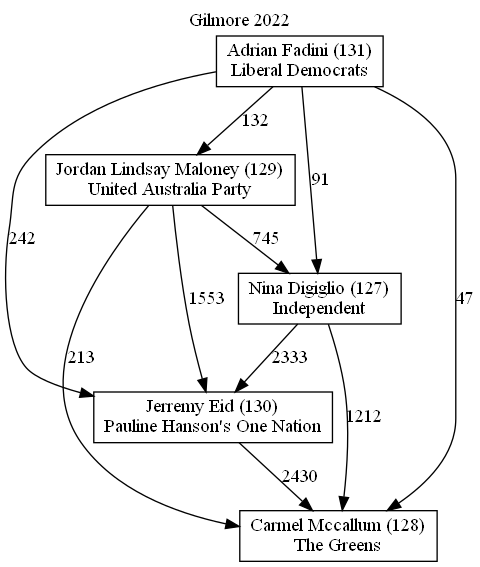 Gilmore 2022
Adrian Fadini (131)
Liberal Democrats
132
Jordan Lindsay Maloney (129)
United Australia Party
91
242
745
47
Nina Digiglio (127)
Independent
1553
213
2333
Jerremy Eid (130)
Pauline Hanson's One Nation
1212
2430
Carmel Mccallum (128)
The Greens